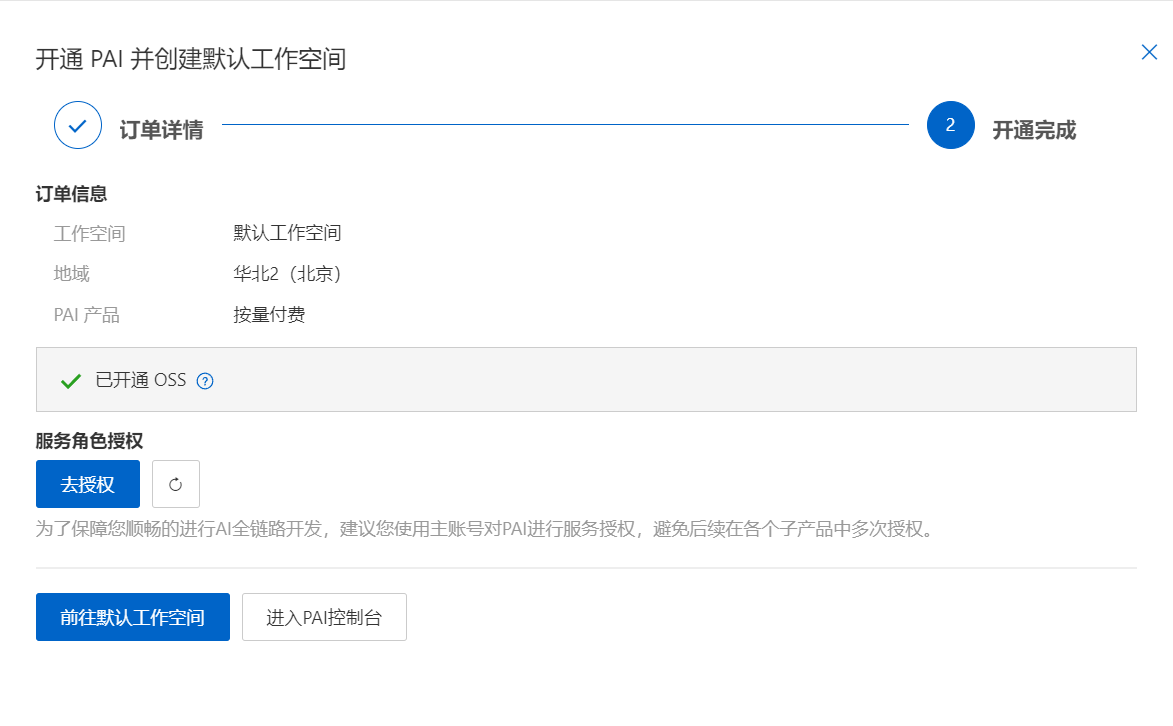 开通 PAI 并创建默认工作空间
订单详情
2
开通完成
订单信息
工作空间 默认工作空间
地域 华北2（北京）
PAI 产品 按量付费
已开通 OSS ?
服务角色授权
去授权
为了保障您顺畅的进行AI全链路开发，建议您使用主账号对PAI进行服务授权，避免后续在各个子产品中多次授权。
前往默认工作空间 进入PAI控制台